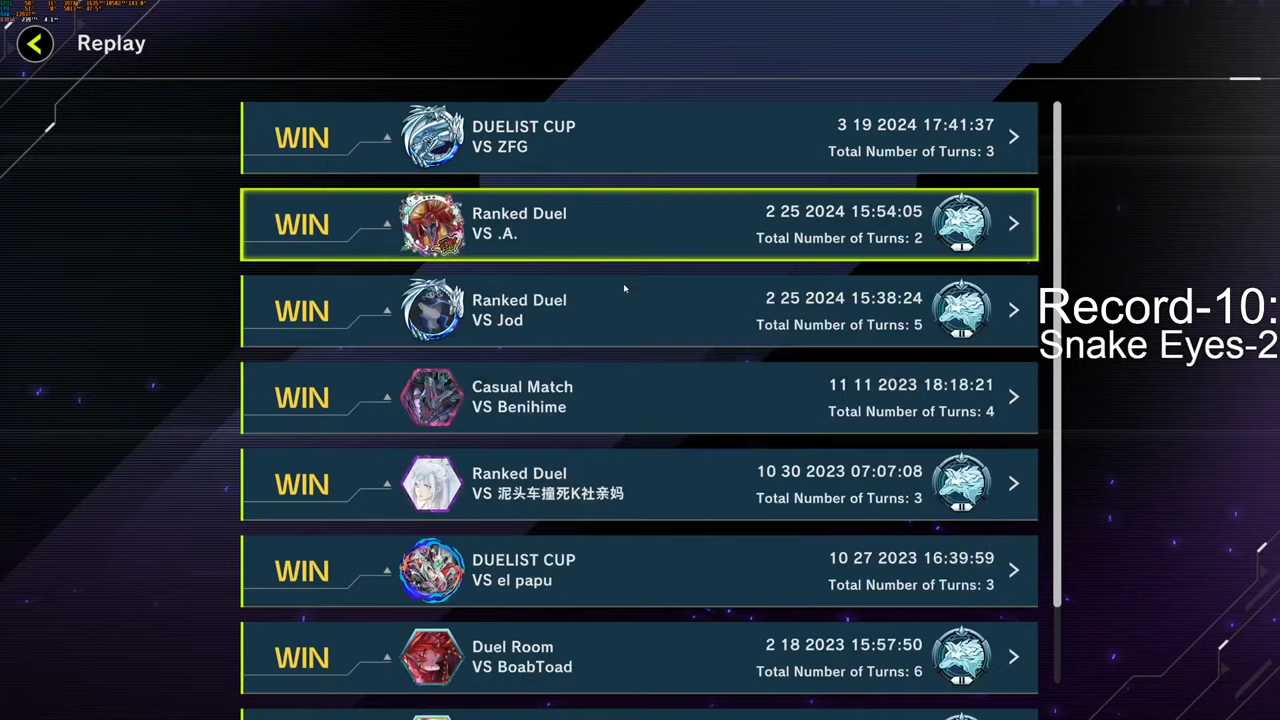 Replay
WIN
DUELIST CUP
VS ZFG
3 19 2024 17:41:37
Total Number of Turns: 3
WIN
Ranked Duel
VS .A.
2 25 2024 15:54:05
Total Number of Turns: 2
WIN
Ranked Duel
VS Jod
2 25 2024 15:38:24
Total Number of Turns: 5
Record-10:
Snake Eyes-2
WIN
Casual Match
VS Benihime
11 11 2023 18:18:21
Total Number of Turns: 4
WIN
Ranked Duel
VS 泥头车撞死K社亲妈
10 30 2023 07:07:08
Total Number of Turns: 3
WIN
DUELIST CUP
VS el papu
10 27 2023 16:39:59
Total Number of Turns: 3
WIN
Duel Room
VS BoabToad
2 18 2023 15:57:50
Total Number of Turns: 6